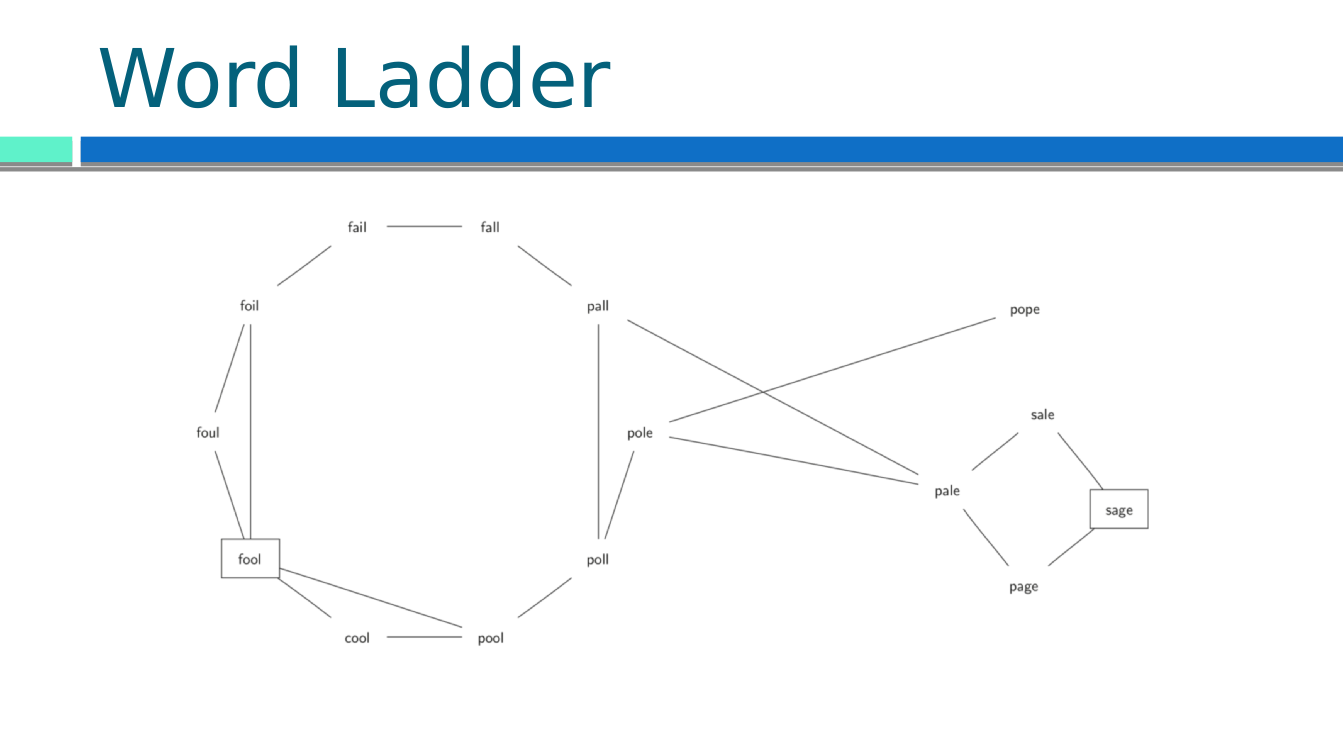 Word Ladder
fail
fall
foil
pall
pope
sale
foul
pole
pale
sage
fool
poll
page
cool
pool